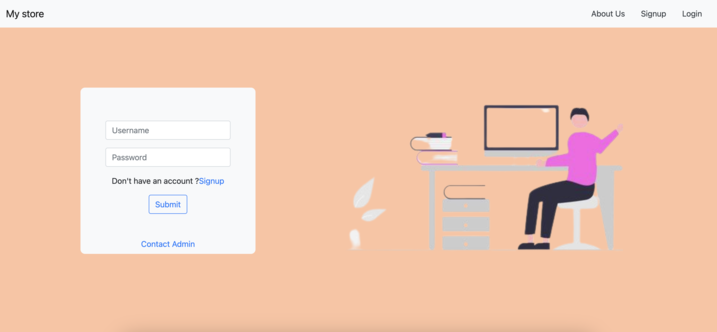 My store
About Us Signup Login
Username
Password
Don't have an account ?Signup
Submit
Contact Admin